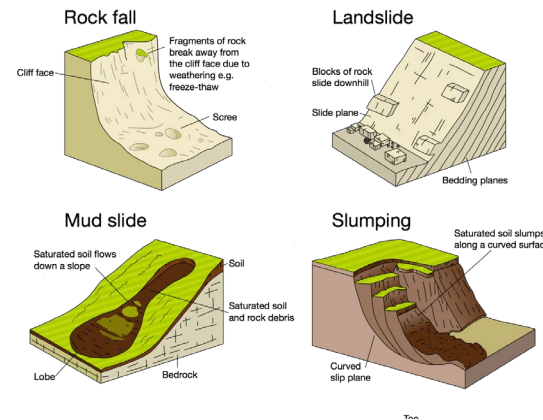 Rock fall
Fragments of rock
break away from
the cliff face due to
weathering e.g.
freeze-thaw
Cliff face
Scree
Landslide
Blocks of rock
slide downhill
Slide plane
Bedding planes
Mud slide
Saturated soil flows
down a slope
Soil
Saturated soil
and rock debris
Lobe
Bedrock
Slumping
Saturated soil slumps
along a curved surfac
Curved
slip plane
Toe